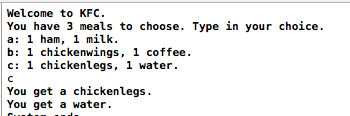 Welcome to KFC.
You have 3 meals to choose. Type in your choice.
a: 1 ham, 1 milk.
b: 1 chickenwings, 1 coffee.
c: 1 chickenlegs, 1 water.
c
You get a chickenlegs.
You get a water.